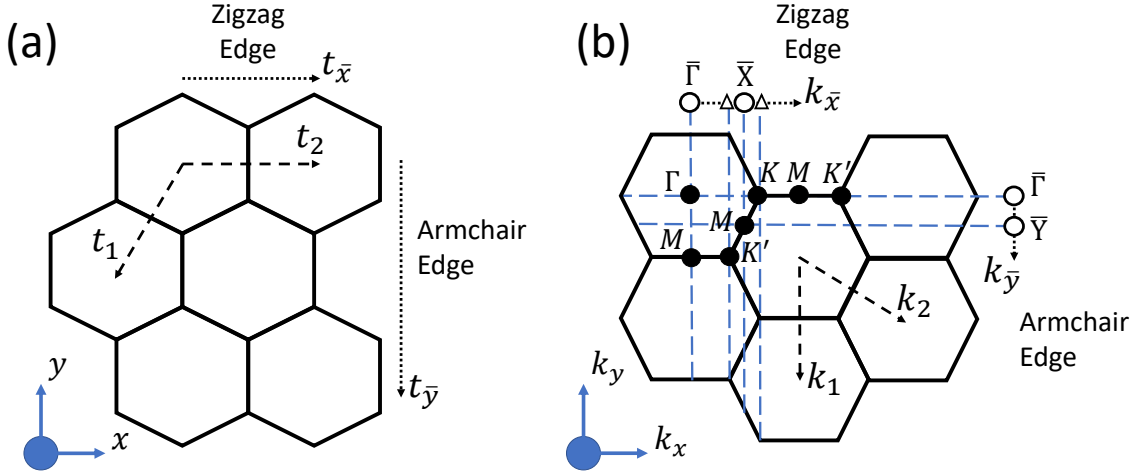 (a)
Zigzag
Edge
t_x̄
t_2
t_1
Armchair
Edge
t_ȳ
y
x
(b)
Zigzag
Edge
Γ̄
X̄
k_x̄
Γ
K
M
K′
Γ̄
M
Ȳ
M
K′
k_ȳ
k_2
Armchair
Edge
k_1
k_y
k_x